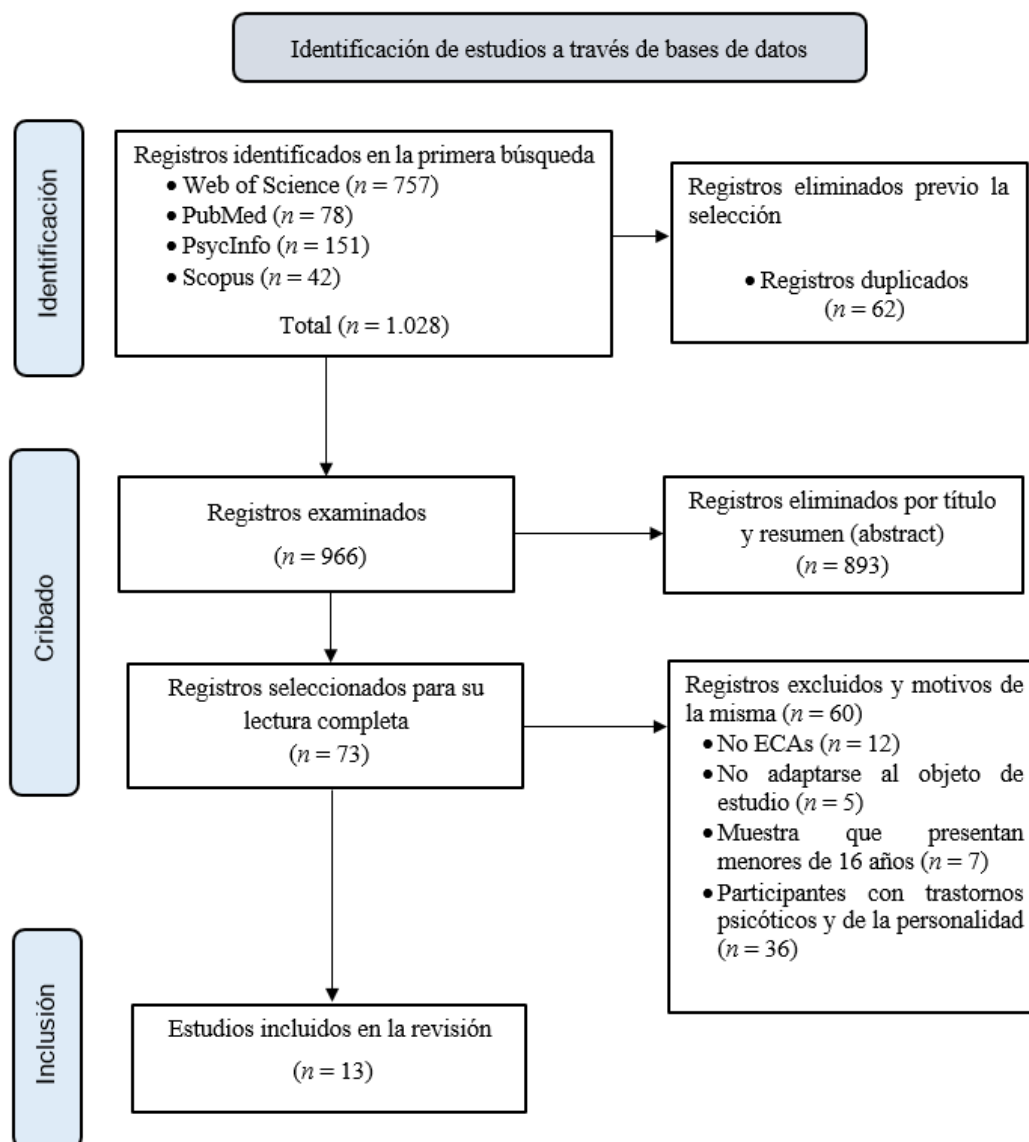 Identificación de estudios a través de bases de datos
Identificación
Registros identificados en la primera búsqueda
• Web of Science (n = 757)
• PubMed (n = 78)
• PsycInfo (n = 151)
• Scopus (n = 42)
Total (n = 1.028)
Registros eliminados previo la
selección
• Registros duplicados
(n = 62)
Cribado
Registros examinados
(n = 966)
Registros eliminados por título
y resumen (abstract)
(n = 893)
Registros seleccionados para su
lectura completa
(n = 73)
Registros excluidos y motivos de
la misma (n = 60)
• No ECAs (n = 12)
• No adaptarse al objeto de
estudio (n = 5)
• Muestra que presentan
menores de 16 años (n = 7)
• Participantes con trastornos
psicóticos y de la personalidad
(n = 36)
Inclusión
Estudios incluidos en la revisión
(n = 13)